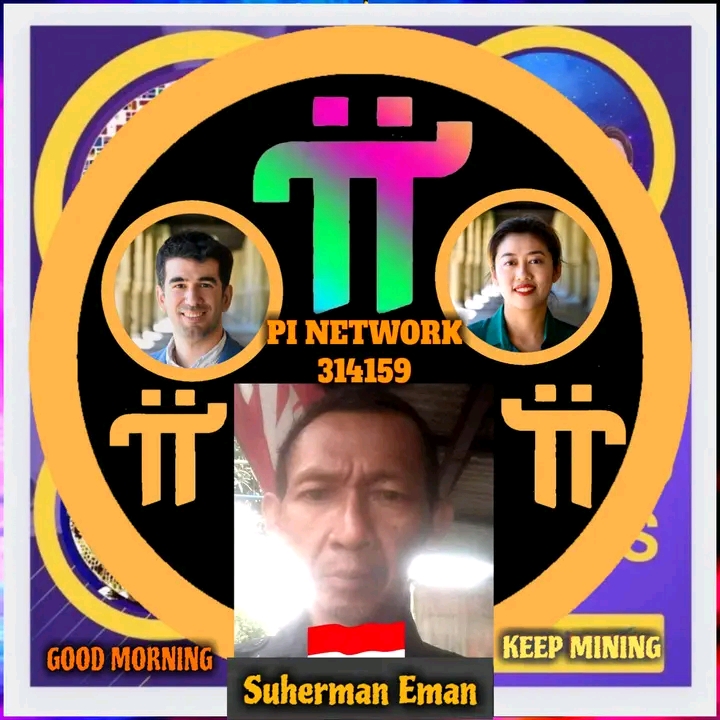 PI NETWORK
314159
GOOD MORNING
KEEP MINING
Suherman Eman